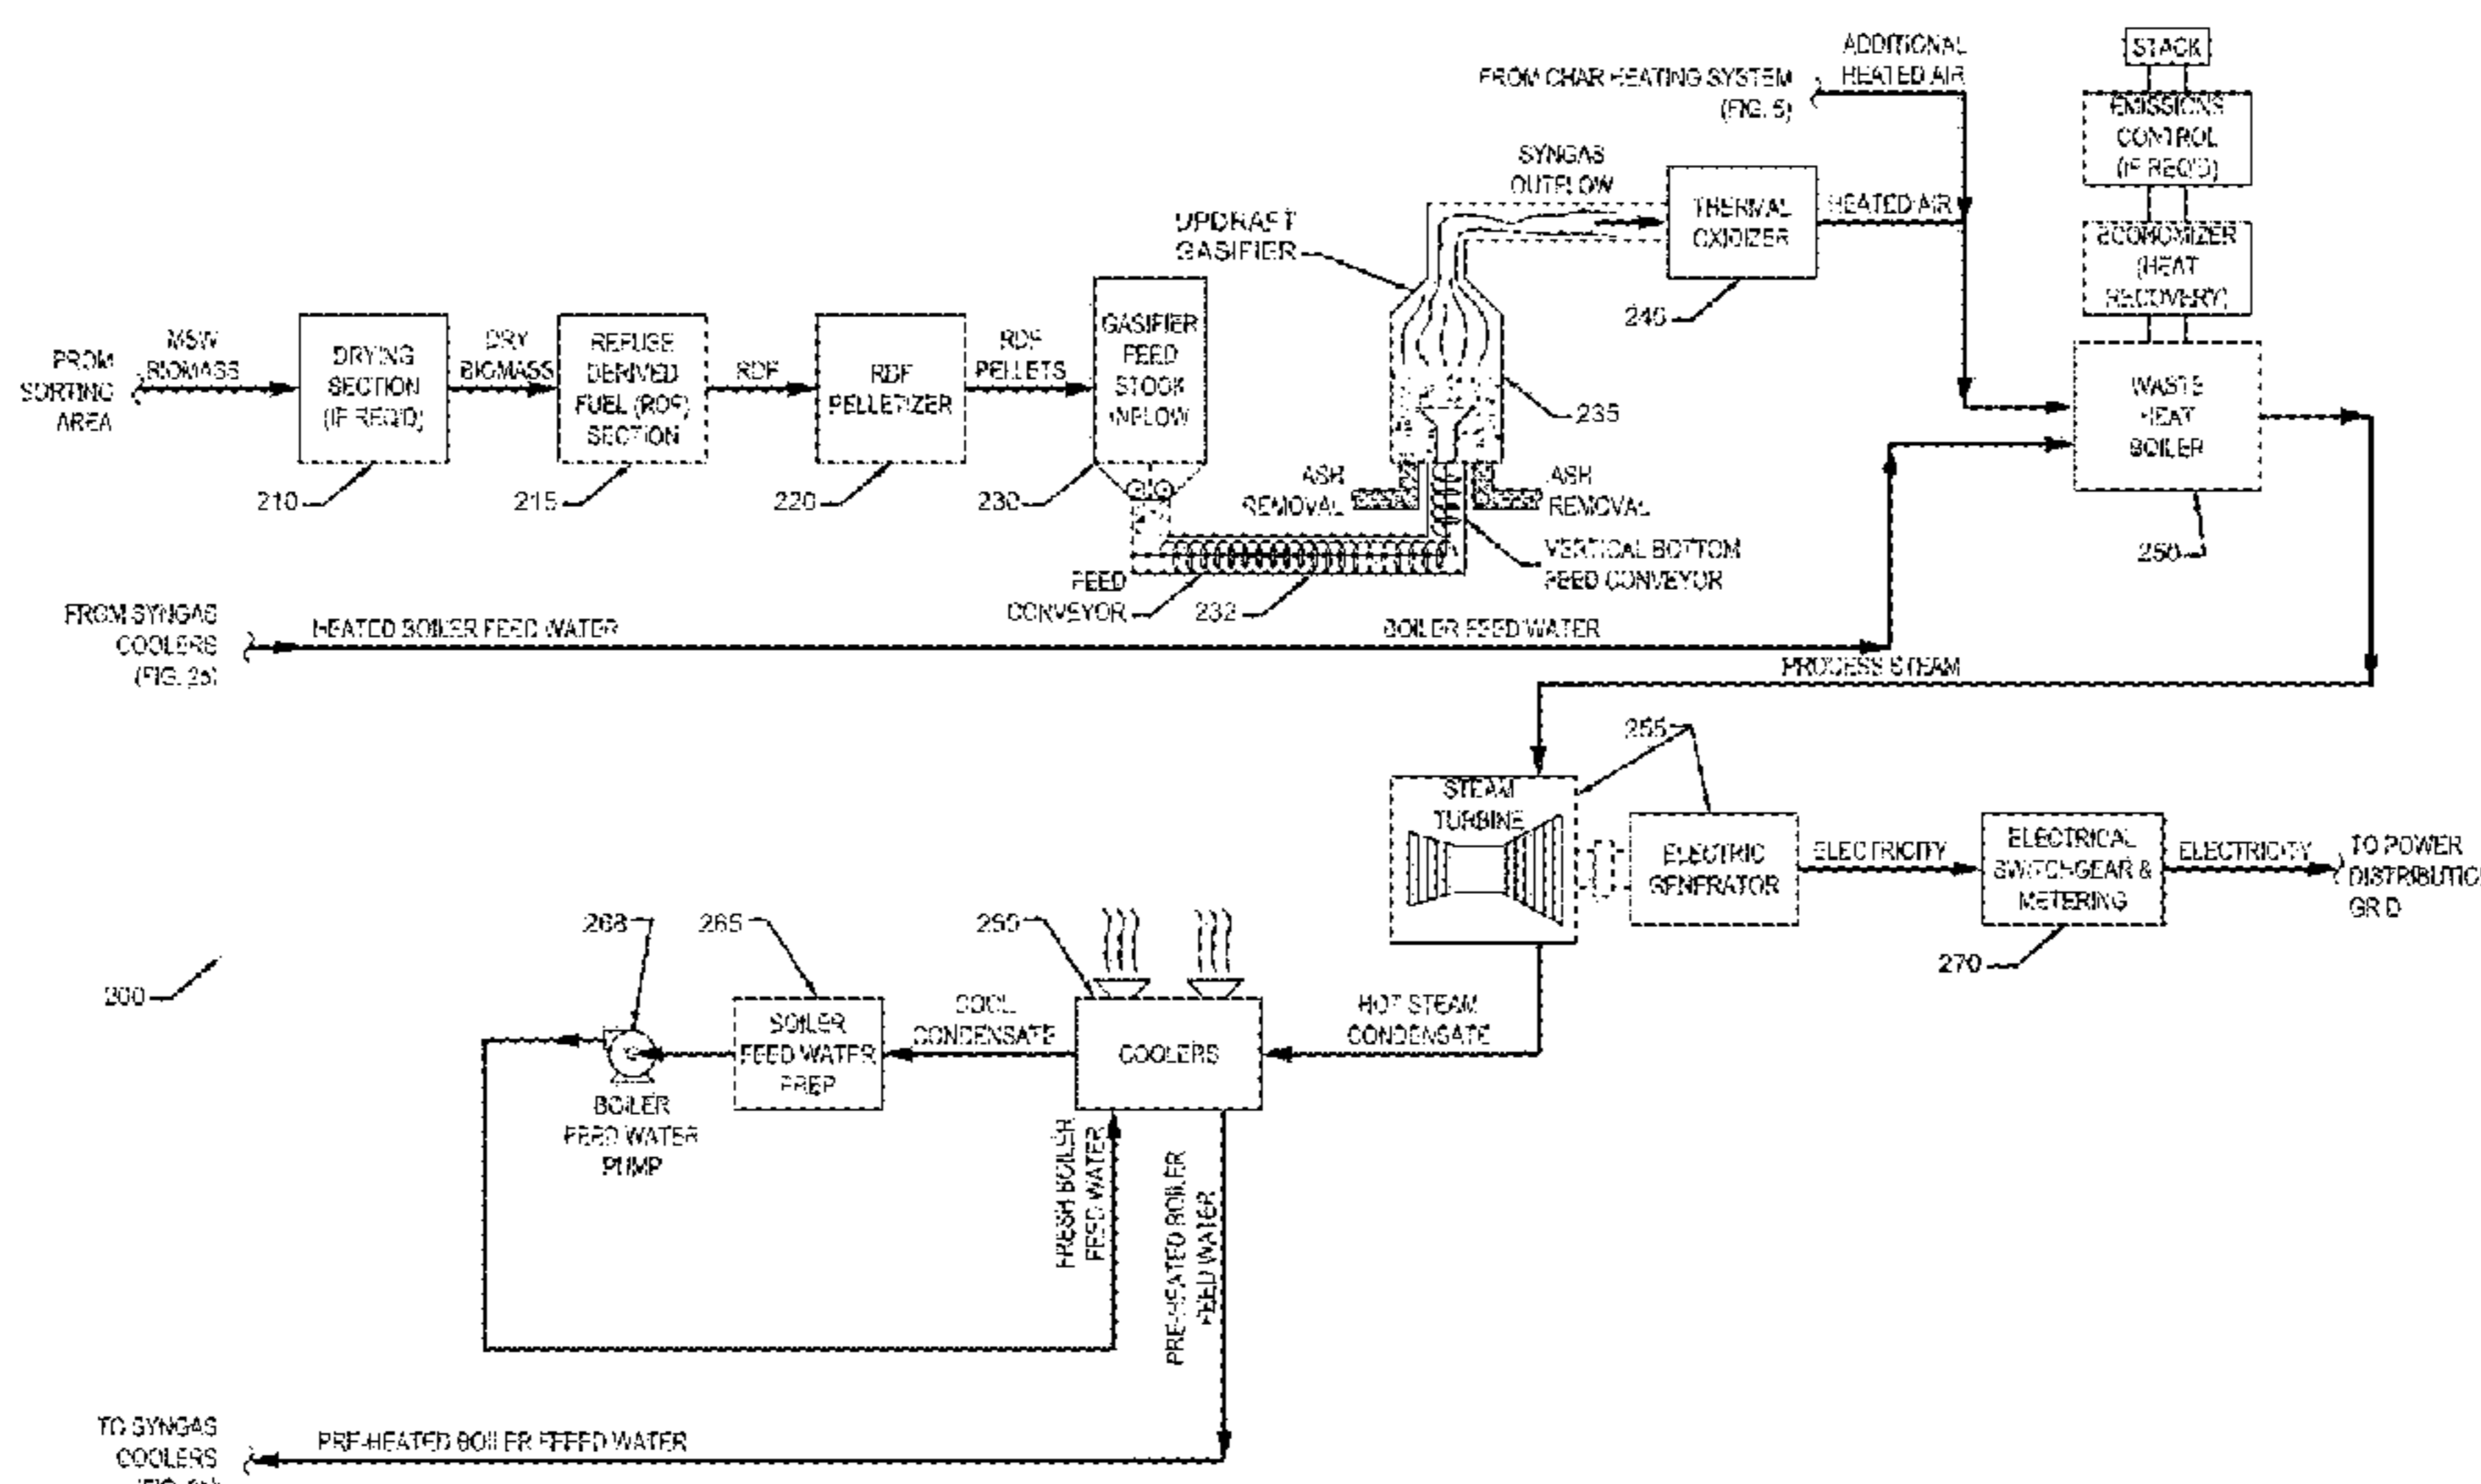 ADDITIONAL
HEATED AIR
FROM CHAR HEATING SYSTEM
(FIG. 5)
STACK
EMISSIONS
CONTROL
(IF REQ'D)
ECONOMIZER
(HEAT
RECOVERY)
SYNGAS
OUTFLOW
THERMAL
OXIDIZER
HEATED AIR
240
UPDRAFT
GASIFIER
FROM
SORTING
AREA
MSW
BIOMASS
DRYING
SECTION
(IF REQ'D)
210
DRY
BIOMASS
REFUSE
DERIVED
FUEL (RDF)
SECTION
215
RDF
RDF
PELLETIZER
220
RDF
PELLETS
GASIFIER
FEED
STOCK
INFLOW
230
235
ASH
REMOVAL
ASH
REMOVAL
VERTICAL BOTTOM
FEED CONVEYOR
FEED
CONVEYOR
232
WASTE
HEAT
BOILER
250
FROM SYNGAS
COOLERS
HEATED BOILER FEED WATER
BOILER FEED WATER
PROCESS STEAM
255
STEAM
TURBINE
ELECTRIC
GENERATOR
ELECTRICITY
ELECTRICAL
SWITCHGEAR &
METERING
270
ELECTRICITY
TO POWER
GRID
200
268
265
BOILER
FEED WATER
PUMP
BOILER
FEED WATER
PREP
COOL
CONDENSATE
COOLERS
HOT STEAM
CONDENSATE
FRESH BOILER
FEED WATER
PRE-HEATED BOILER
FEED WATER
TO SYNGAS
COOLERS
PRE-HEATED BOILER FEEED WATER